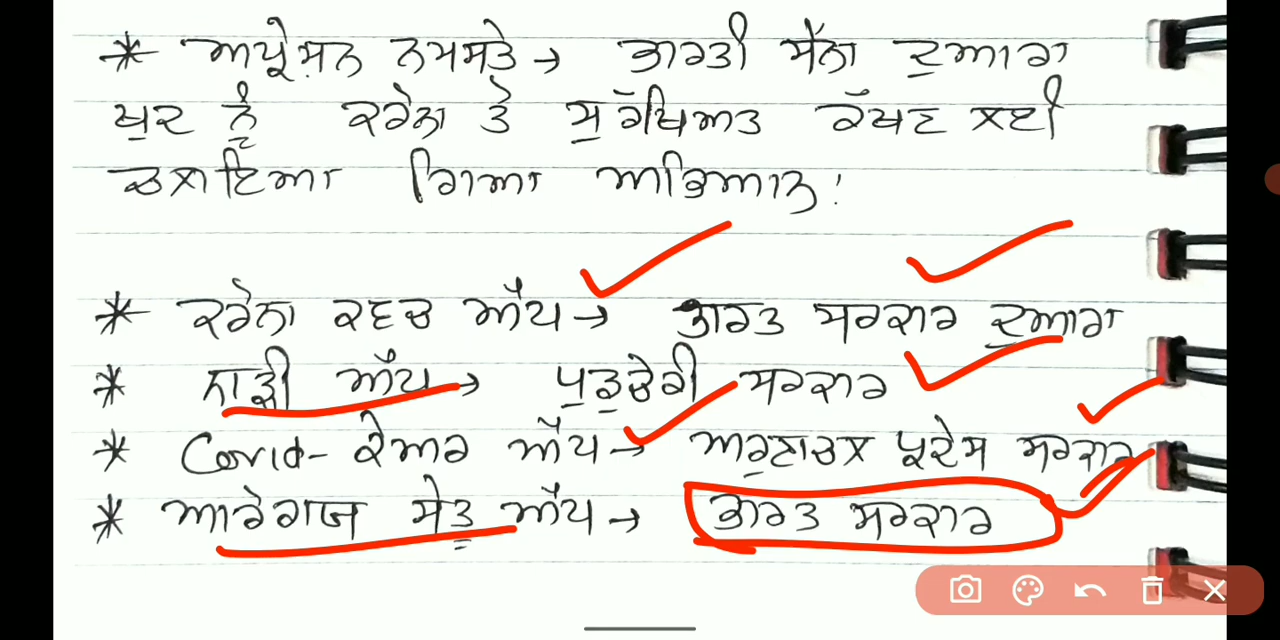 * ਅਪ੍ਰੇਸ਼ਨ ਨਮਸਤੇ → ਭਾਰਤੀ ਸੈਨਾ ਦੁਆਰਾ
ਖੁਦ ਨੂੰ ਕਰੋਨਾ ਤੋਂ ਸੁਰੱਖਿਅਤ ਰੱਖਣ ਲਈ
ਚਲਾਇਆ ਗਿਆ ਅਭਿਆਨ।
* ਕਰੋਨਾ ਕਵਚ ਐਪ → ਭਾਰਤ ਸਰਕਾਰ ਦੁਆਰਾ
* ਨਾੜੀ ਐਪ → ਪੁਡੁਚੇਰੀ ਸਰਕਾਰ
* Covid-ਕੇਅਰ ਐਪ → ਅਰੁਣਾਚਲ ਪ੍ਰਦੇਸ ਸਰਕਾਰ
* ਆਰੋਗਯ ਸੇਤੂ ਐਪ → ਭਾਰਤ ਸਰਕਾਰ